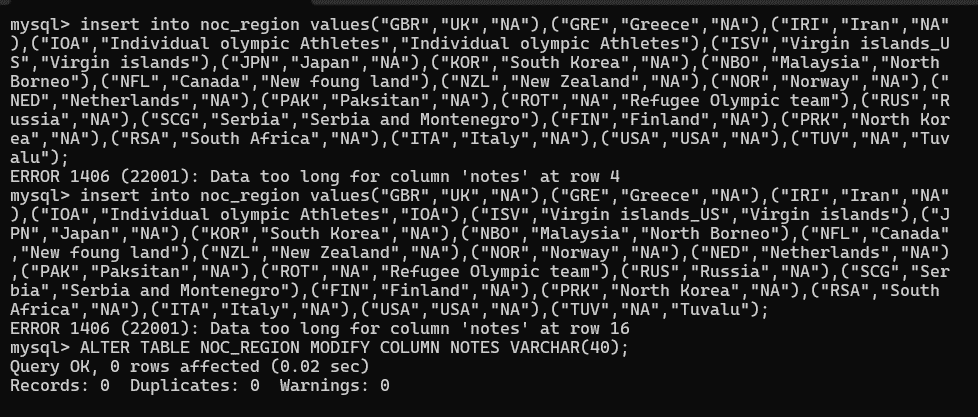 mysql> insert into noc_region values("GBR","UK","NA"),("GRE","Greece","NA"),("IRI","Iran","NA"
),("IOA","Individual olympic Athletes","Individual olympic Athletes"),("ISV","Virgin islands_U
S","Virgin islands"),("JPN","Japan","NA"),("KOR","South Korea","NA"),("NBO","Malaysia","North
Borneo"),("NFL","Canada","New foung land"),("NZL","New Zealand","NA"),("NOR","Norway","NA"),("
NED","Netherlands","NA"),("PAK","Paksitan","NA"),("ROT","NA","Refugee Olympic team"),("RUS","R
ussia","NA"),("SCG","Serbia","Serbia and Montenegro"),("FIN","Finland","NA"),("PRK","North Kor
ea","NA"),("RSA","South Africa","NA"),("ITA","Italy","NA"),("USA","USA","NA"),("TUV","NA","Tuv
alu");
ERROR 1406 (22001): Data too long for column 'notes' at row 4
mysql> insert into noc_region values("GBR","UK","NA"),("GRE","Greece","NA"),("IRI","Iran","NA"
),("IOA","Individual olympic Athletes","IOA"),("ISV","Virgin islands_US","Virgin islands"),("J
PN","Japan","NA"),("KOR","South Korea","NA"),("NBO","Malaysia","North Borneo"),("NFL","Canada"
,"New foung land"),("NZL","New Zealand","NA"),("NOR","Norway","NA"),("NED","Netherlands","NA")
,("PAK","Paksitan","NA"),("ROT","NA","Refugee Olympic team"),("RUS","Russia","NA"),("SCG","Ser
bia","Serbia and Montenegro"),("FIN","Finland","NA"),("PRK","North Korea","NA"),("RSA","South
Africa","NA"),("ITA","Italy","NA"),("USA","USA","NA"),("TUV","NA","Tuvalu");
ERROR 1406 (22001): Data too long for column 'notes' at row 16
mysql> ALTER TABLE NOC_REGION MODIFY COLUMN NOTES VARCHAR(40);
Query OK, 0 rows affected (0.02 sec)
Records: 0  Duplicates: 0  Warnings: 0